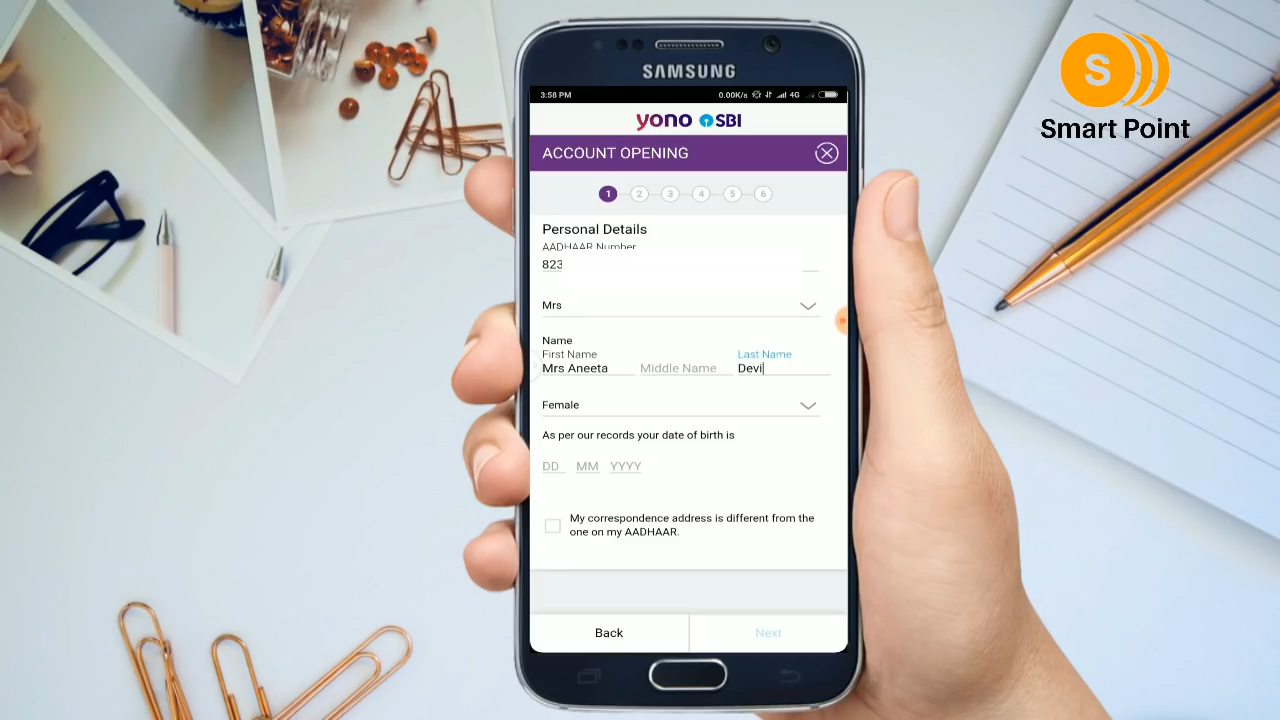 S
Smart Point
SAMSUNG
3:58 PM 0.00K/s 4G
yono SBI
ACCOUNT OPENING
1 2 3 4 5 6
Personal Details
AADHAAR Number
823
Mrs
Name
First Name Last Name
Mrs Aneeta Middle Name Devi
Female
As per our records your date of birth is
DD MM YYYY
My correspondence address is different from the
one on my AADHAAR.
Back Next